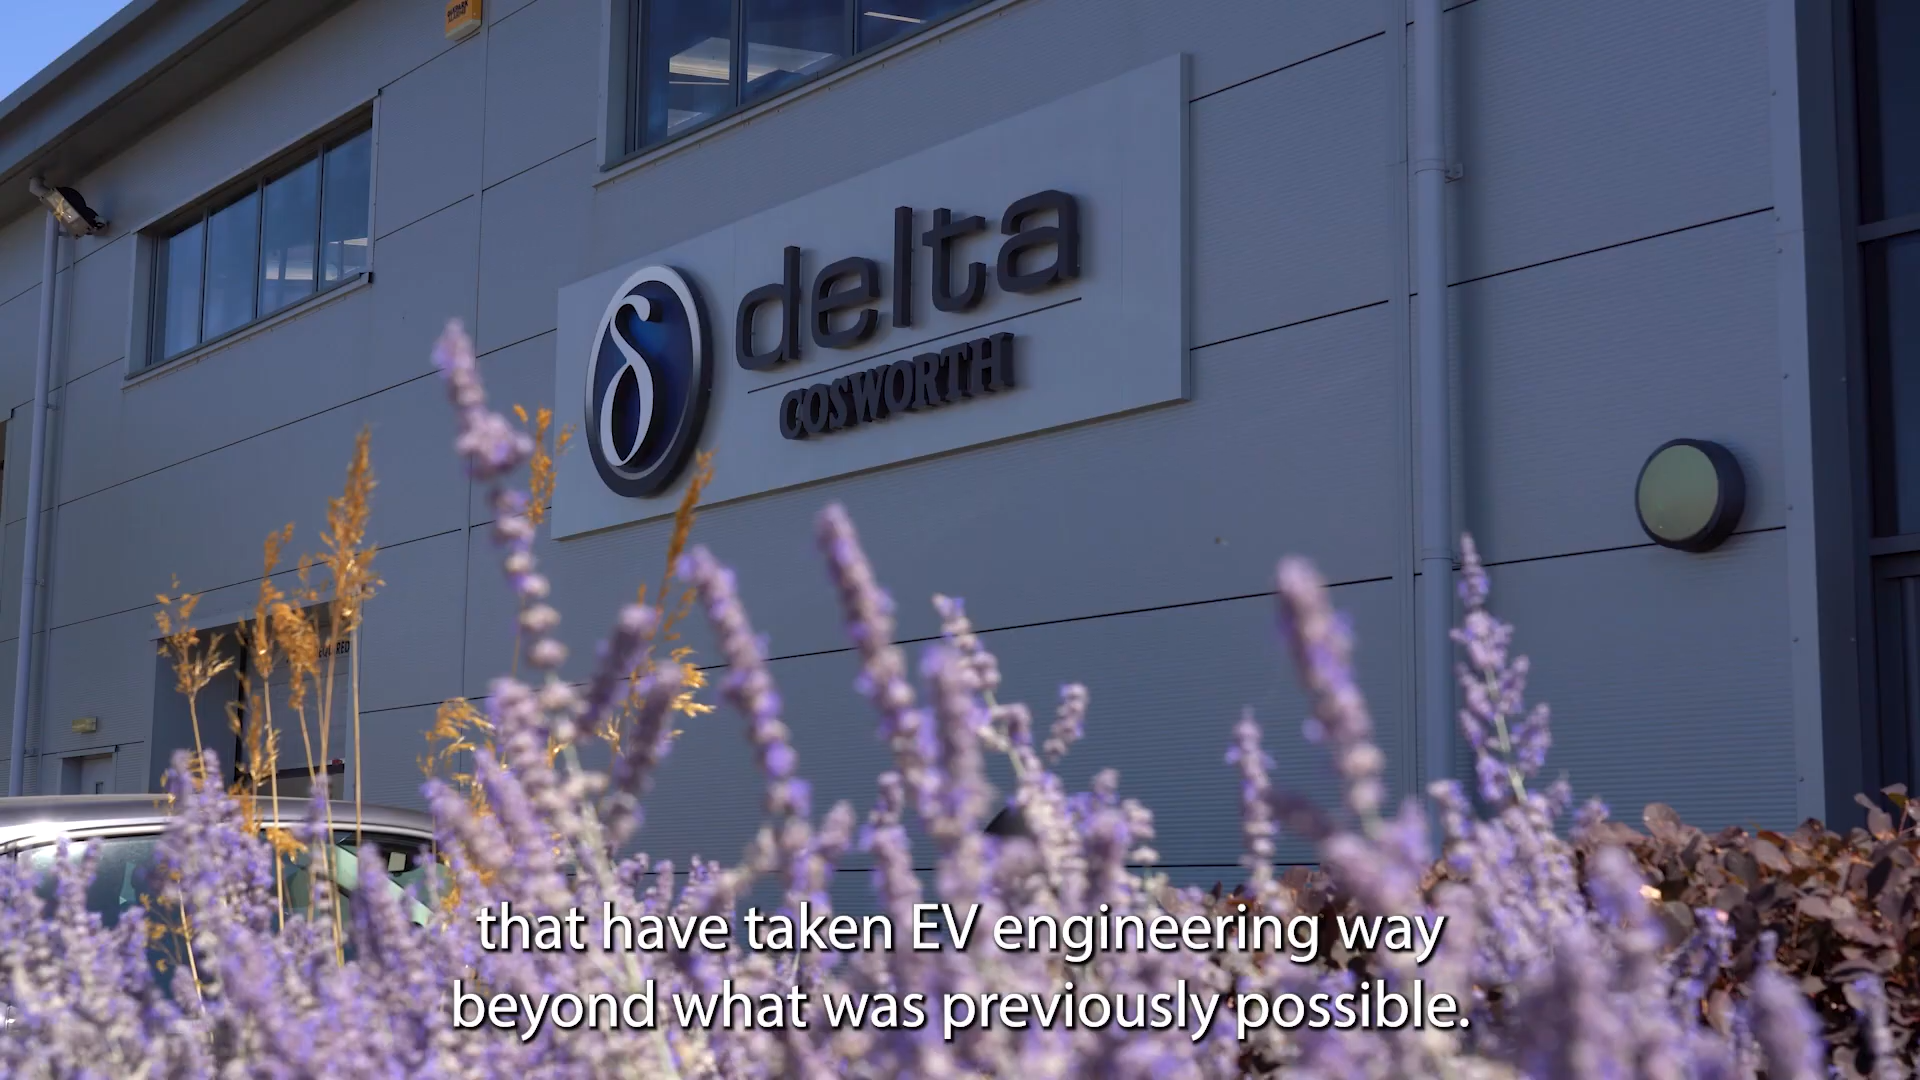 δ
delta
COSWORTH
that have taken EV engineering way
beyond what was previously possible.